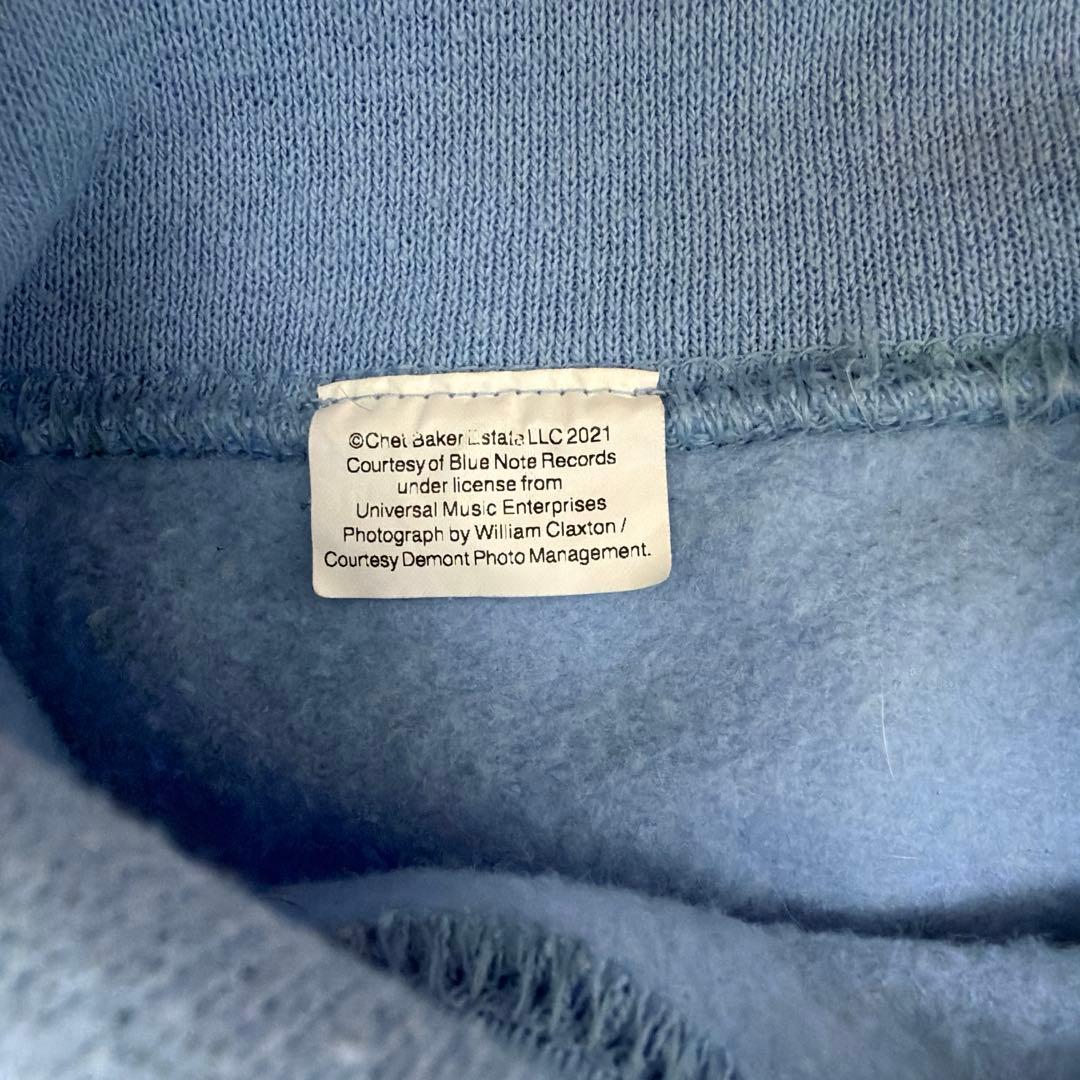 ©Chet Baker Estate LLC 2021
Courtesy of Blue Note Records
under license from
Universal Music Enterprises
Photograph by William Claxton /
Courtesy Demont Photo Management.